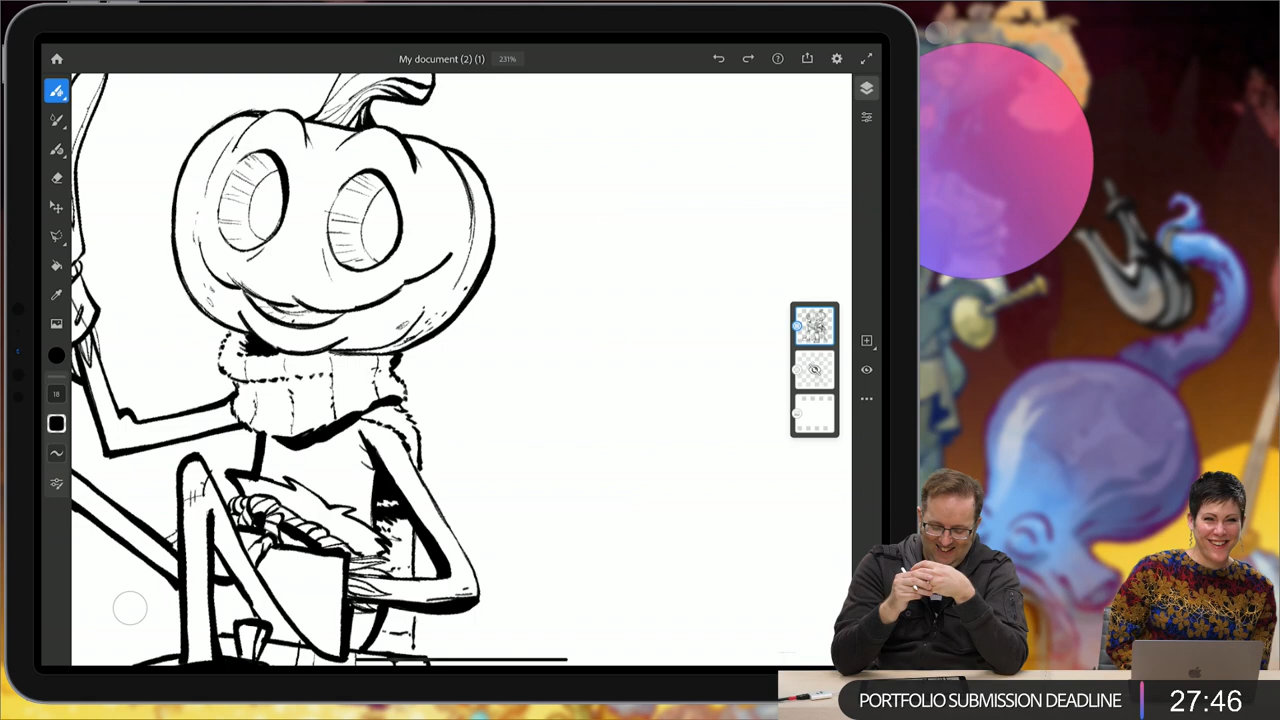 My document (2) (1)
231%
18
PORTFOLIO SUBMISSION DEADLINE
27:46